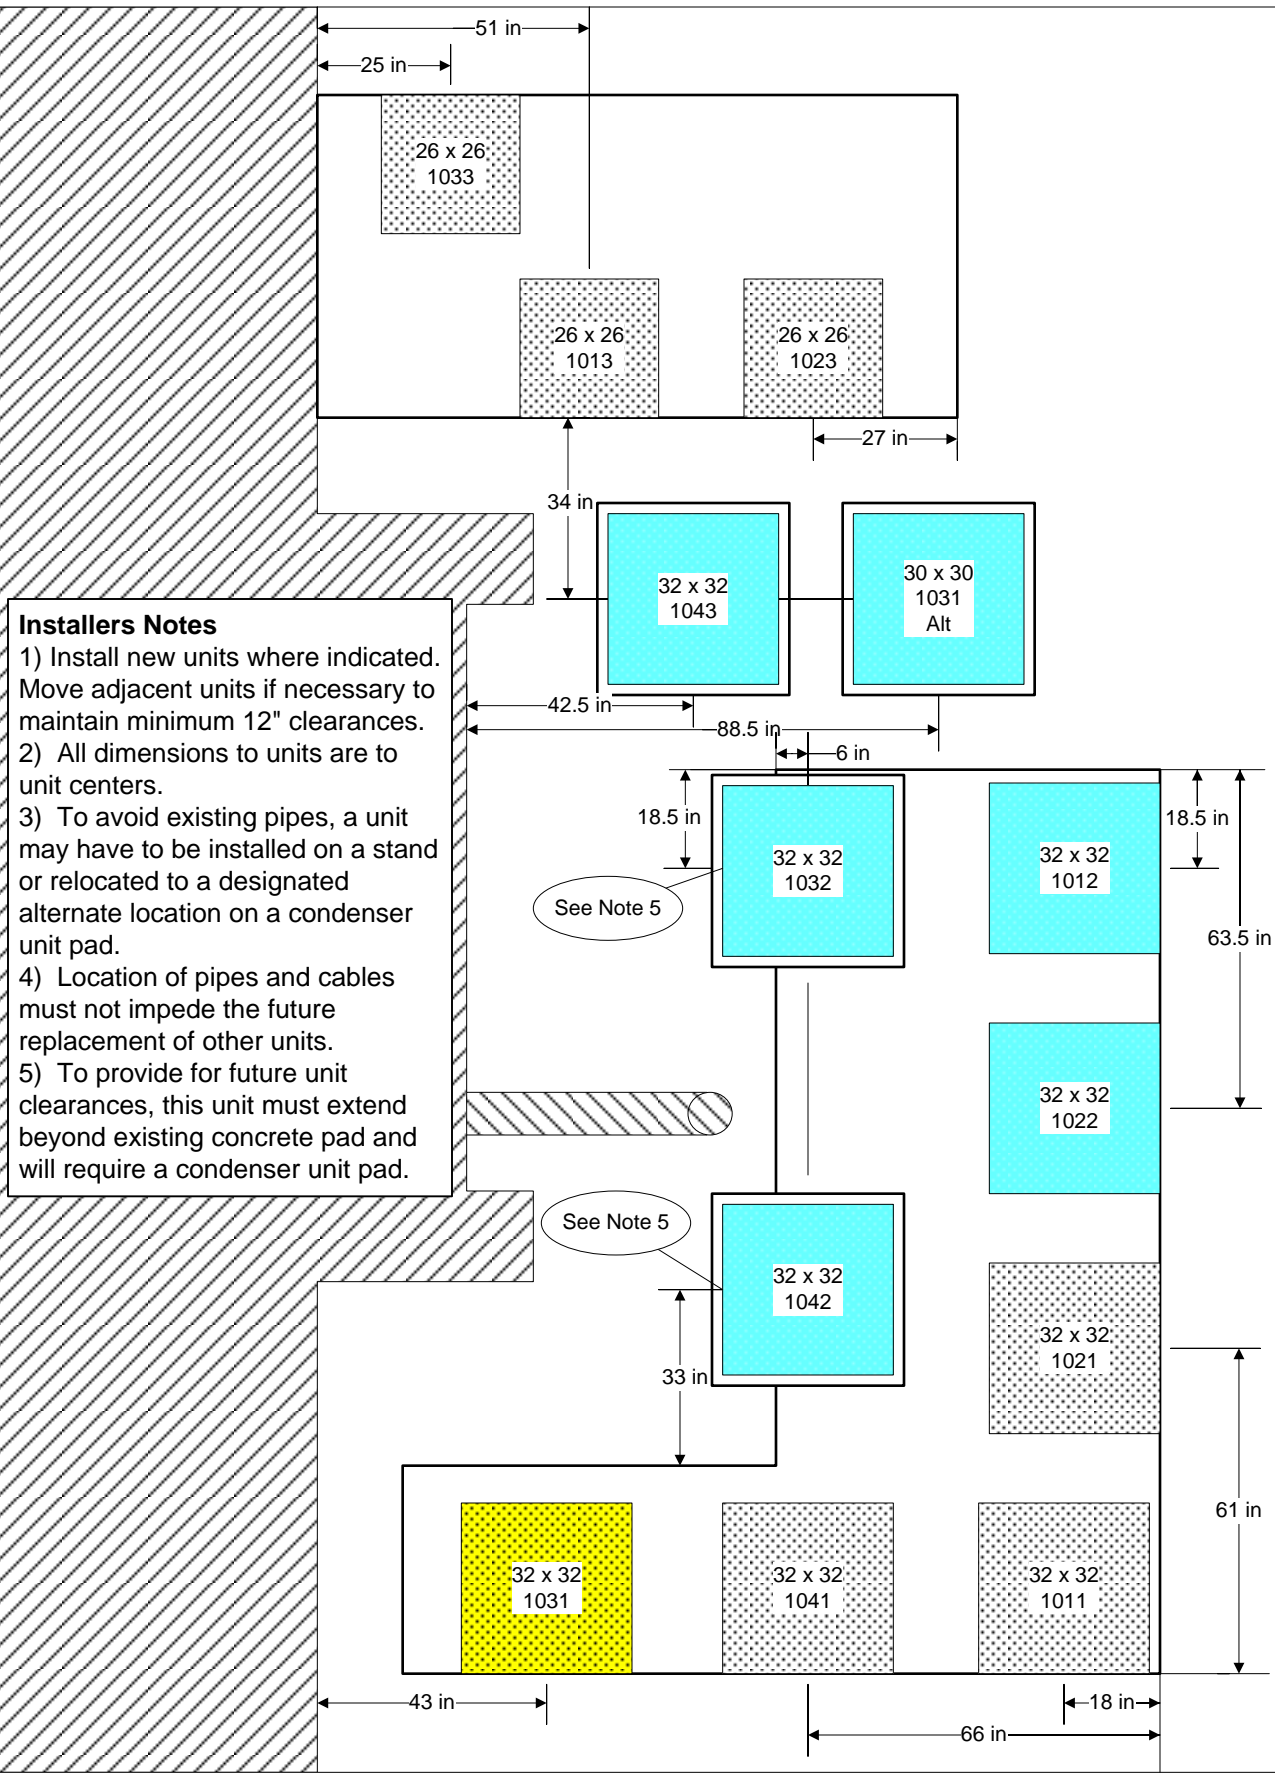 51 in
25 in
26 x 26
1033
26 x 26
1013
26 x 26
1023
27 in
34 in
32 x 32
1043
30 x 30
1031
Alt
Installers Notes
1) Install new units where indicated.
Move adjacent units if necessary to
maintain minimum 12" clearances.
2) All dimensions to units are to
unit centers.
3) To avoid existing pipes, a unit
may have to be installed on a stand
or relocated to a designated
alternate location on a condenser
unit pad.
4) Location of pipes and cables
must not impede the future
replacement of other units.
5) To provide for future unit
clearances, this unit must extend
beyond existing concrete pad and
will require a condenser unit pad.
42.5 in
88.5 in
6 in
18.5 in
18.5 in
32 x 32
1032
32 x 32
1012
See Note 5
63.5 in
32 x 32
1022
See Note 5
32 x 32
1042
32 x 32
1021
33 in
61 in
32 x 32
1031
32 x 32
1041
32 x 32
1011
43 in
18 in
66 in